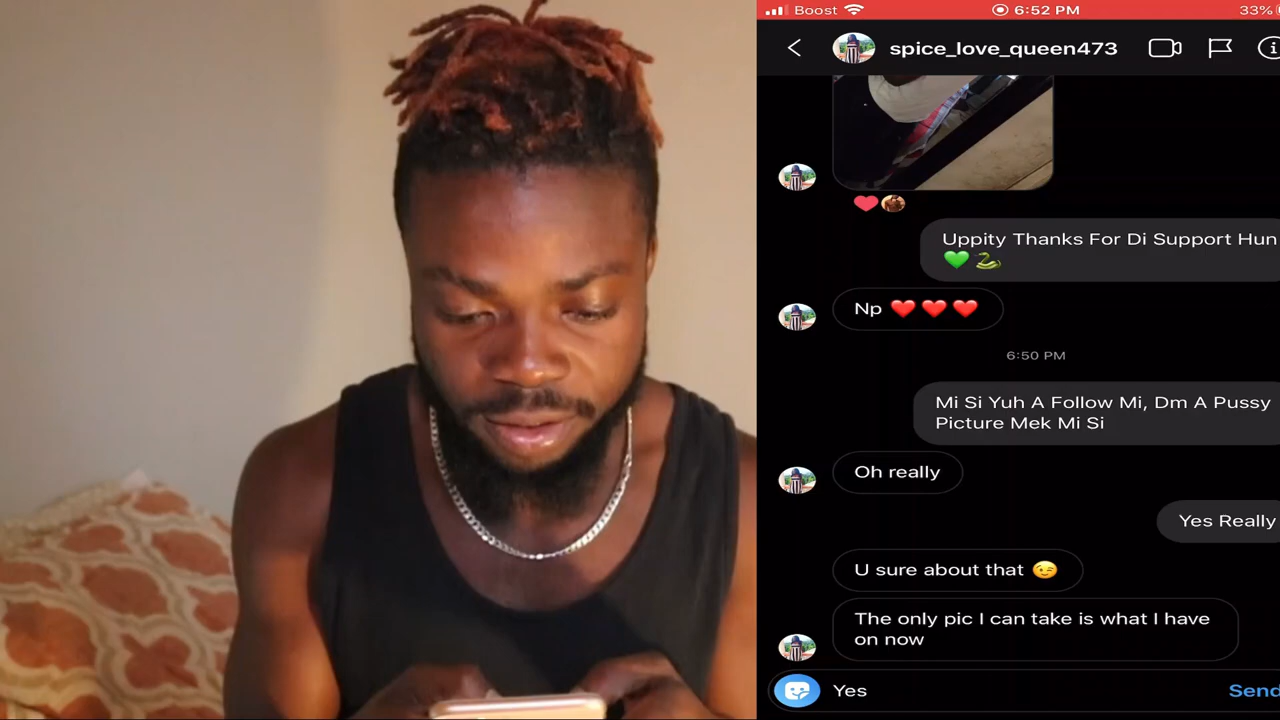 Boost 6:52 PM 33%
spice_love_queen473
Uppity Thanks For Di Support Hun
💚 🐍
Np ❤️ ❤️ ❤️
6:50 PM
Mi Si Yuh A Follow Mi, Dm A Pussy
Picture Mek Mi Si
Oh really
Yes Really
U sure about that 😉
The only pic I can take is what I have
on now
Yes Send